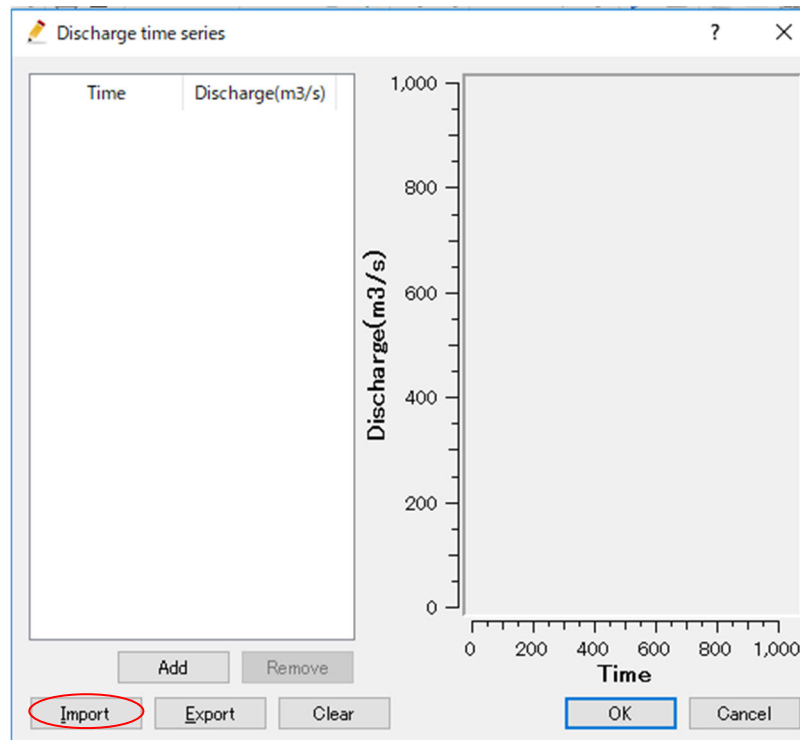 Discharge time series ?
Time Discharge(m3/s)
1,000
800
600
400
200
0
Discharge(m3/s)
0 200 400 600 800 1,000
Time
Add Remove
Import Export Clear OK Cancel